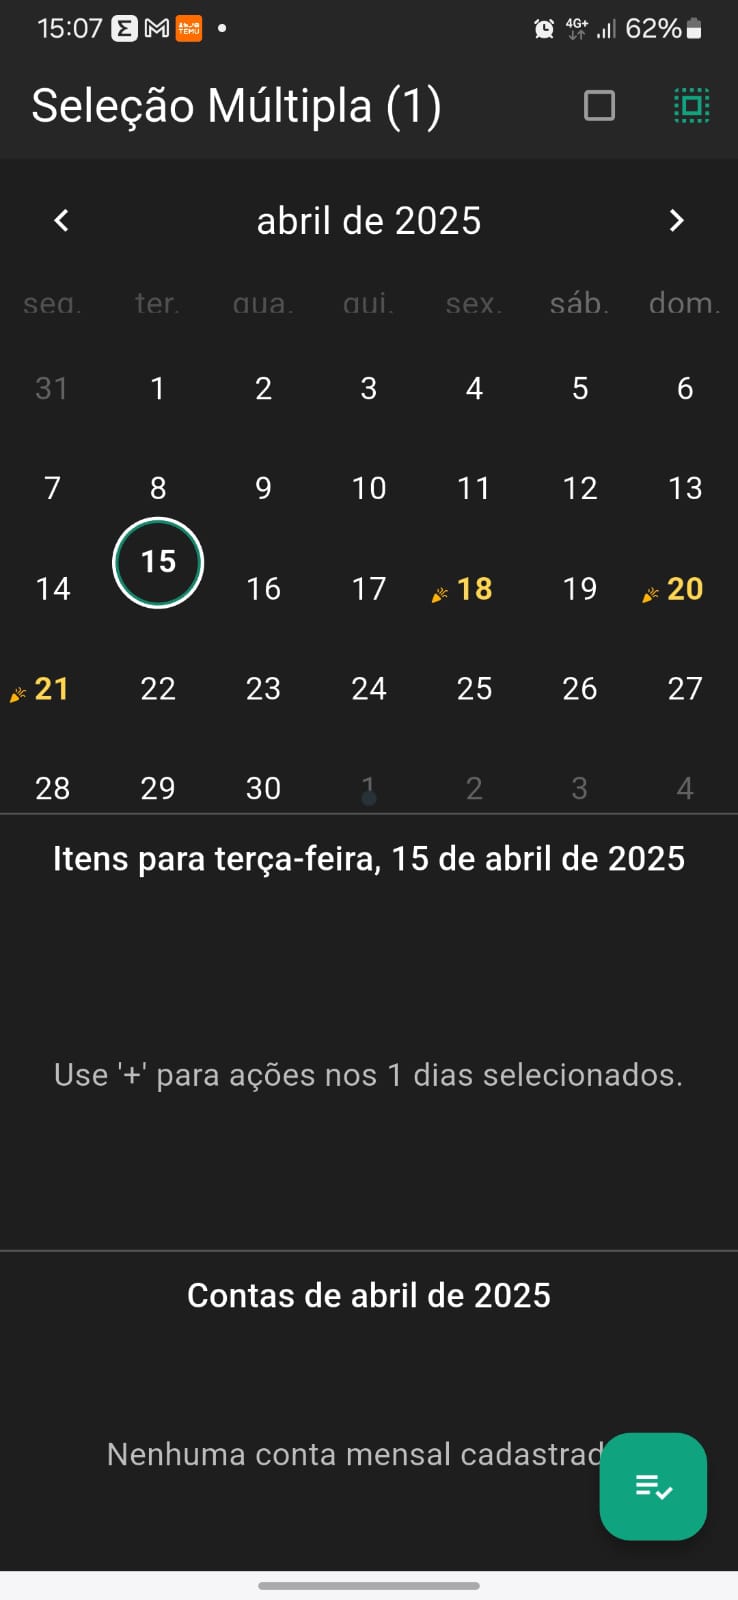 15:07 4G+ 62%
Seleção Múltipla (1)
abril de 2025
seg. ter. qua. qui. sex. sáb. dom.
31 1 2 3 4 5 6
7 8 9 10 11 12 13
14 15 16 17 18 19 20
21 22 23 24 25 26 27
28 29 30 1 2 3 4
Itens para terça-feira, 15 de abril de 2025
Use '+' para ações nos 1 dias selecionados.
Contas de abril de 2025
Nenhuma conta mensal cadastrad